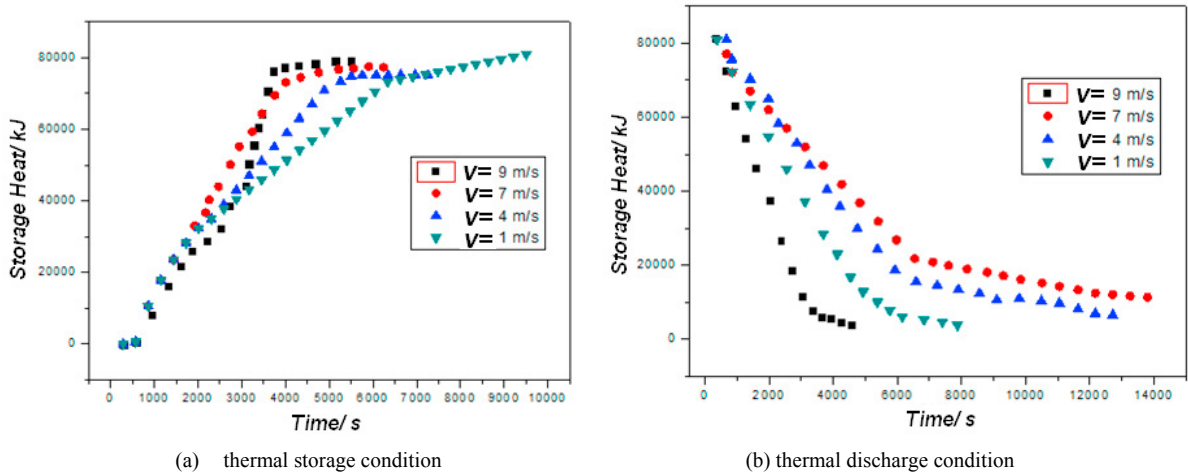 80000
60000
40000
20000
0
Storage Heat/ kJ
V= 9 m/s
V= 7 m/s
V= 4 m/s
V= 1 m/s
0 1000 2000 3000 4000 5000 6000 7000 8000 9000 10000
Time/ s
(a) thermal storage condition
80000
60000
40000
20000
0
Storage Heat/ kJ
V= 9 m/s
V= 7 m/s
V= 4 m/s
V= 1 m/s
0 2000 4000 6000 8000 10000 12000 14000
Time/ s
(b) thermal discharge condition